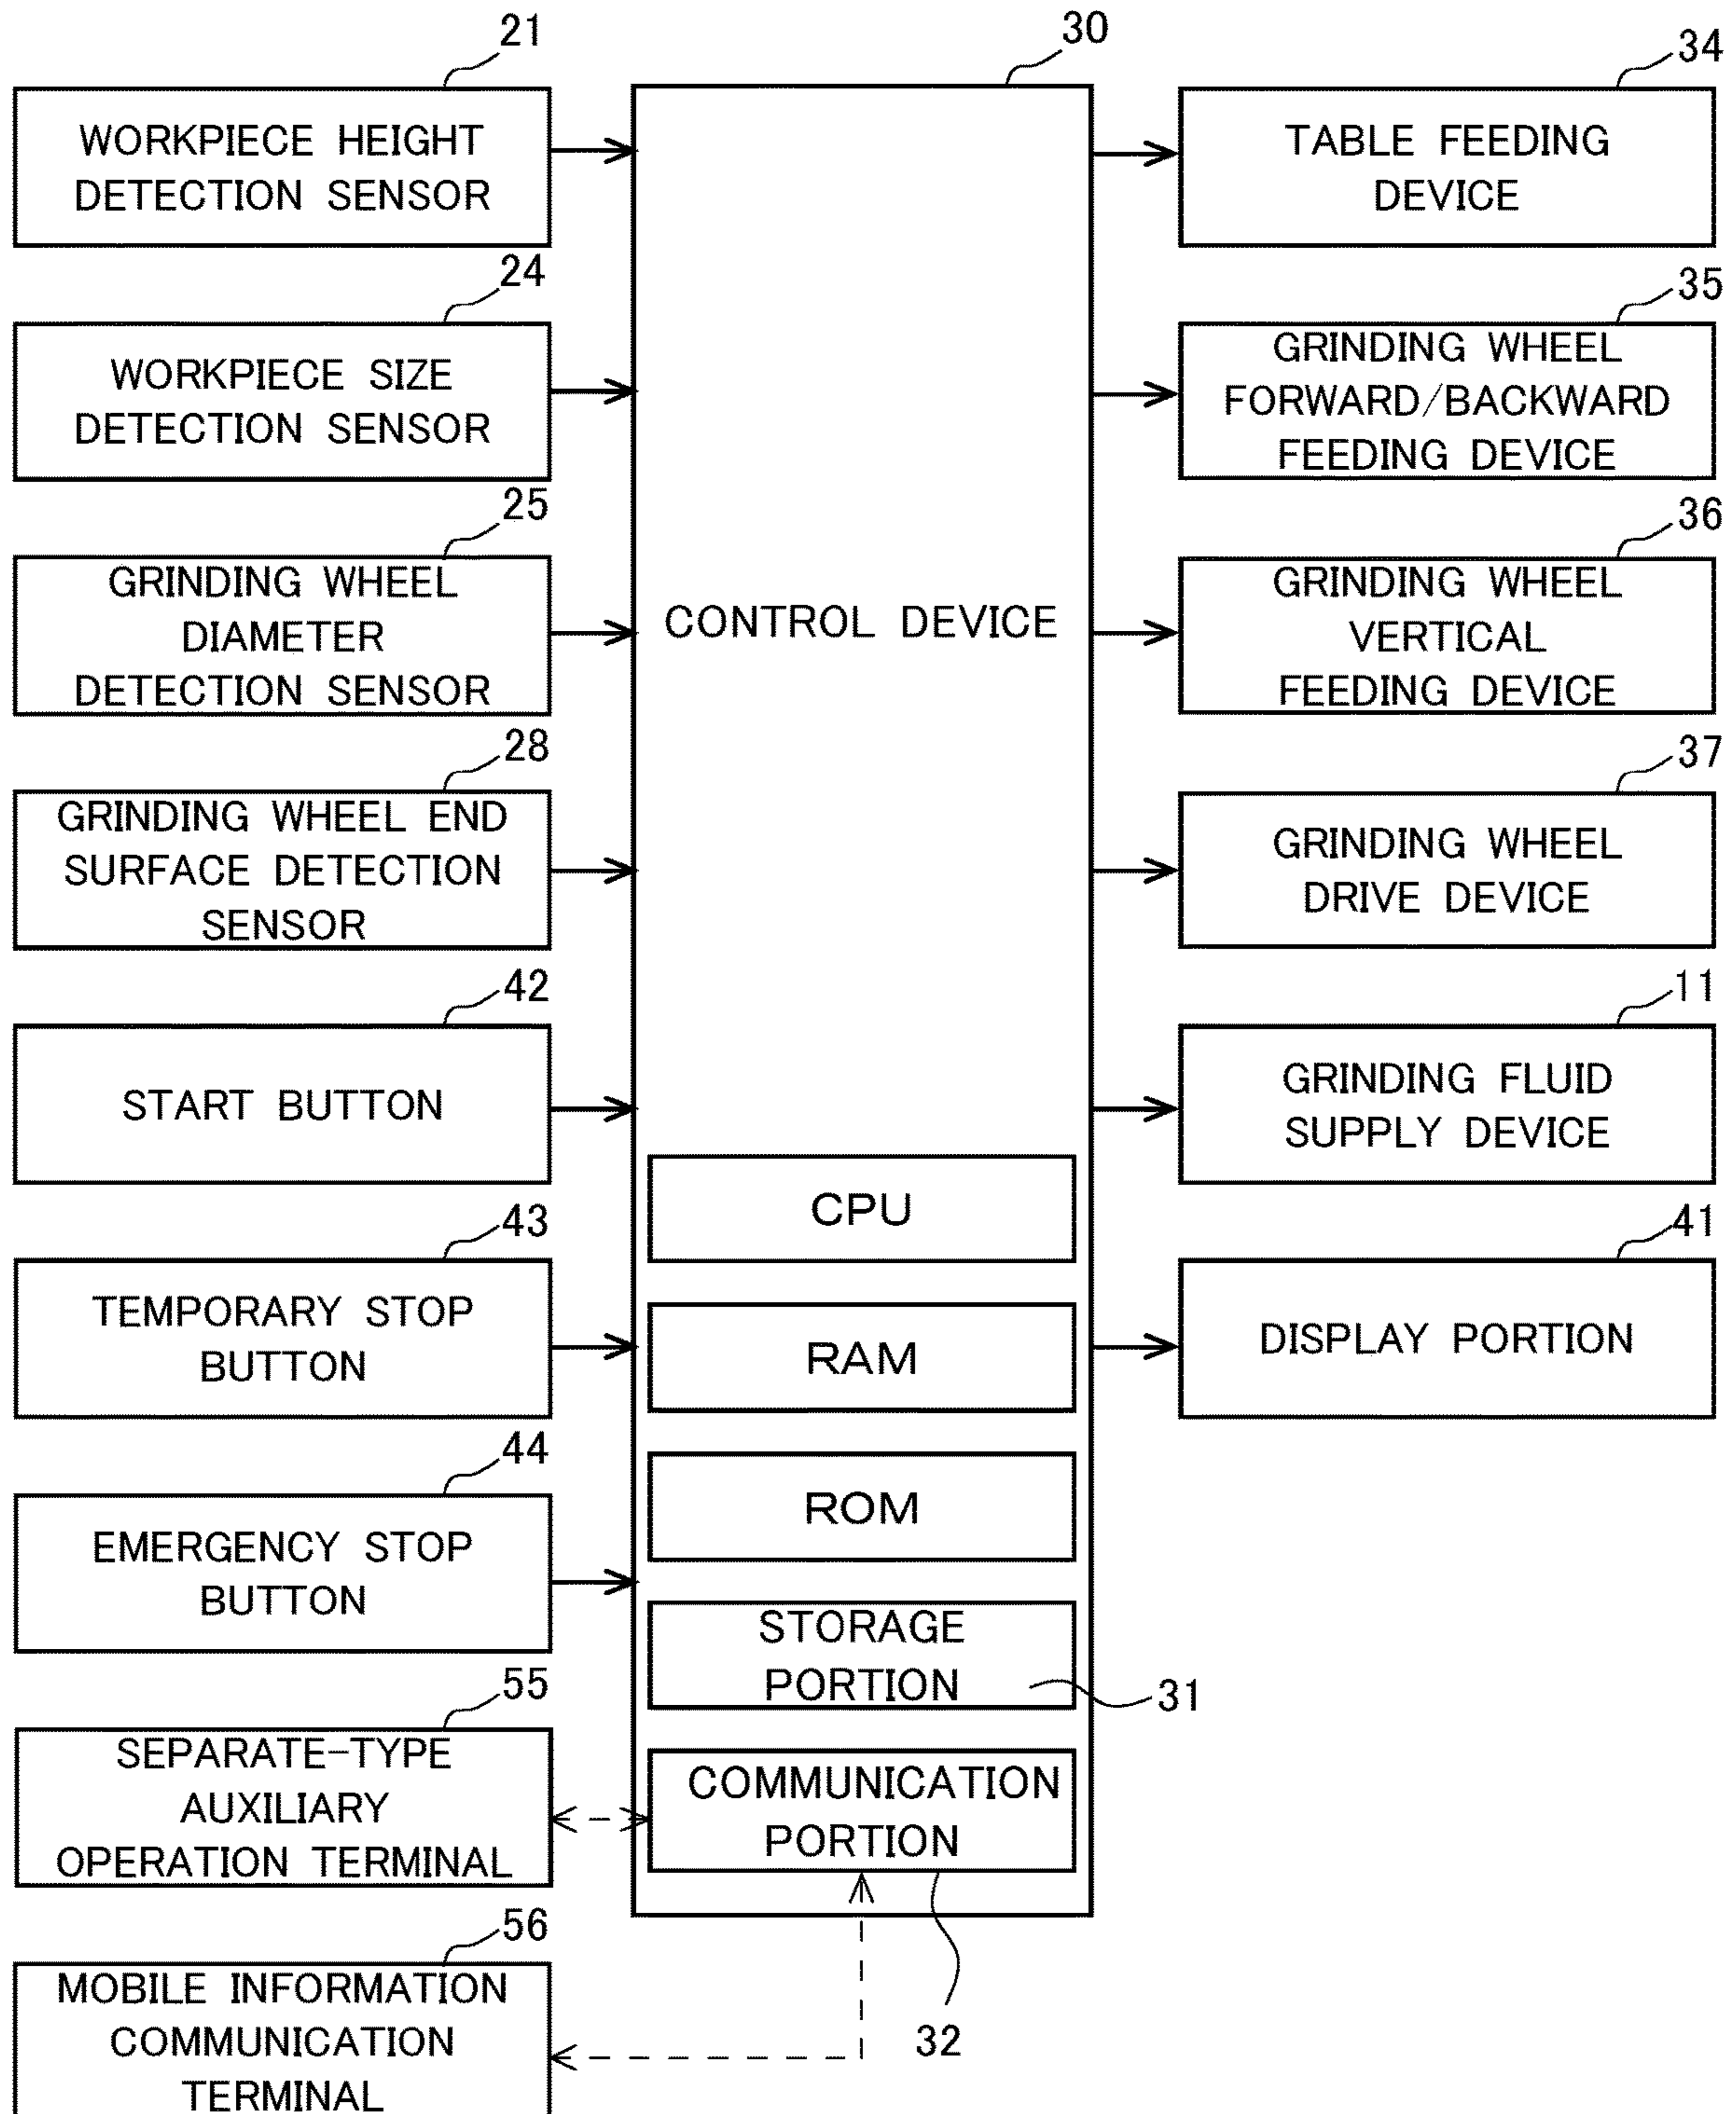 21
WORKPIECE HEIGHT
DETECTION SENSOR
24
WORKPIECE SIZE
DETECTION SENSOR
25
GRINDING WHEEL
DIAMETER
DETECTION SENSOR
28
GRINDING WHEEL END
SURFACE DETECTION
SENSOR
42
START BUTTON
43
TEMPORARY STOP
BUTTON
44
EMERGENCY STOP
BUTTON
55
SEPARATE-TYPE
AUXILIARY
OPERATION TERMINAL
56
MOBILE INFORMATION
COMMUNICATION
TERMINAL
30
CONTROL DEVICE
CPU
RAM
ROM
STORAGE
PORTION
31
COMMUNICATION
PORTION
32
34
TABLE FEEDING
DEVICE
35
GRINDING WHEEL
FORWARD/BACKWARD
FEEDING DEVICE
36
GRINDING WHEEL
VERTICAL
FEEDING DEVICE
37
GRINDING WHEEL
DRIVE DEVICE
11
GRINDING FLUID
SUPPLY DEVICE
41
DISPLAY PORTION